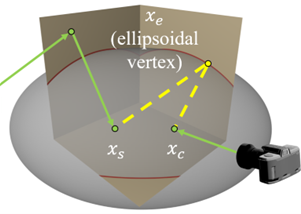 x_e
(ellipsoidal
vertex)
x_s x_c